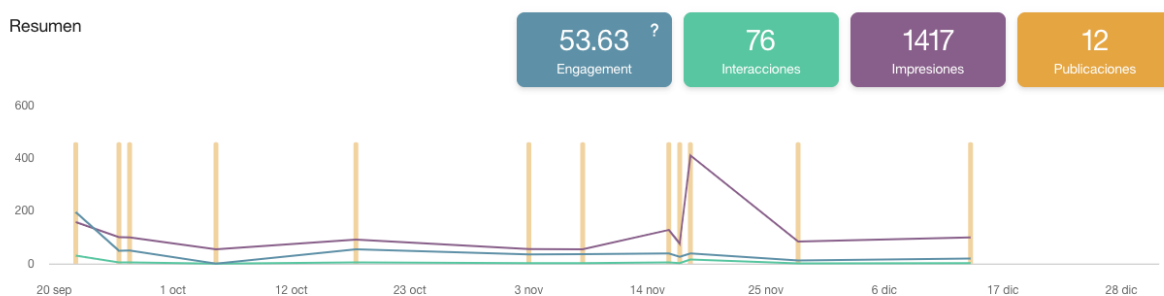 Resumen
53.63 ?
Engagement
76
Interacciones
1417
Impresiones
12
Publicaciones
600
400
200
0
20 sep 1 oct 12 oct 23 oct 3 nov 14 nov 25 nov 6 dic 17 dic 28 dic